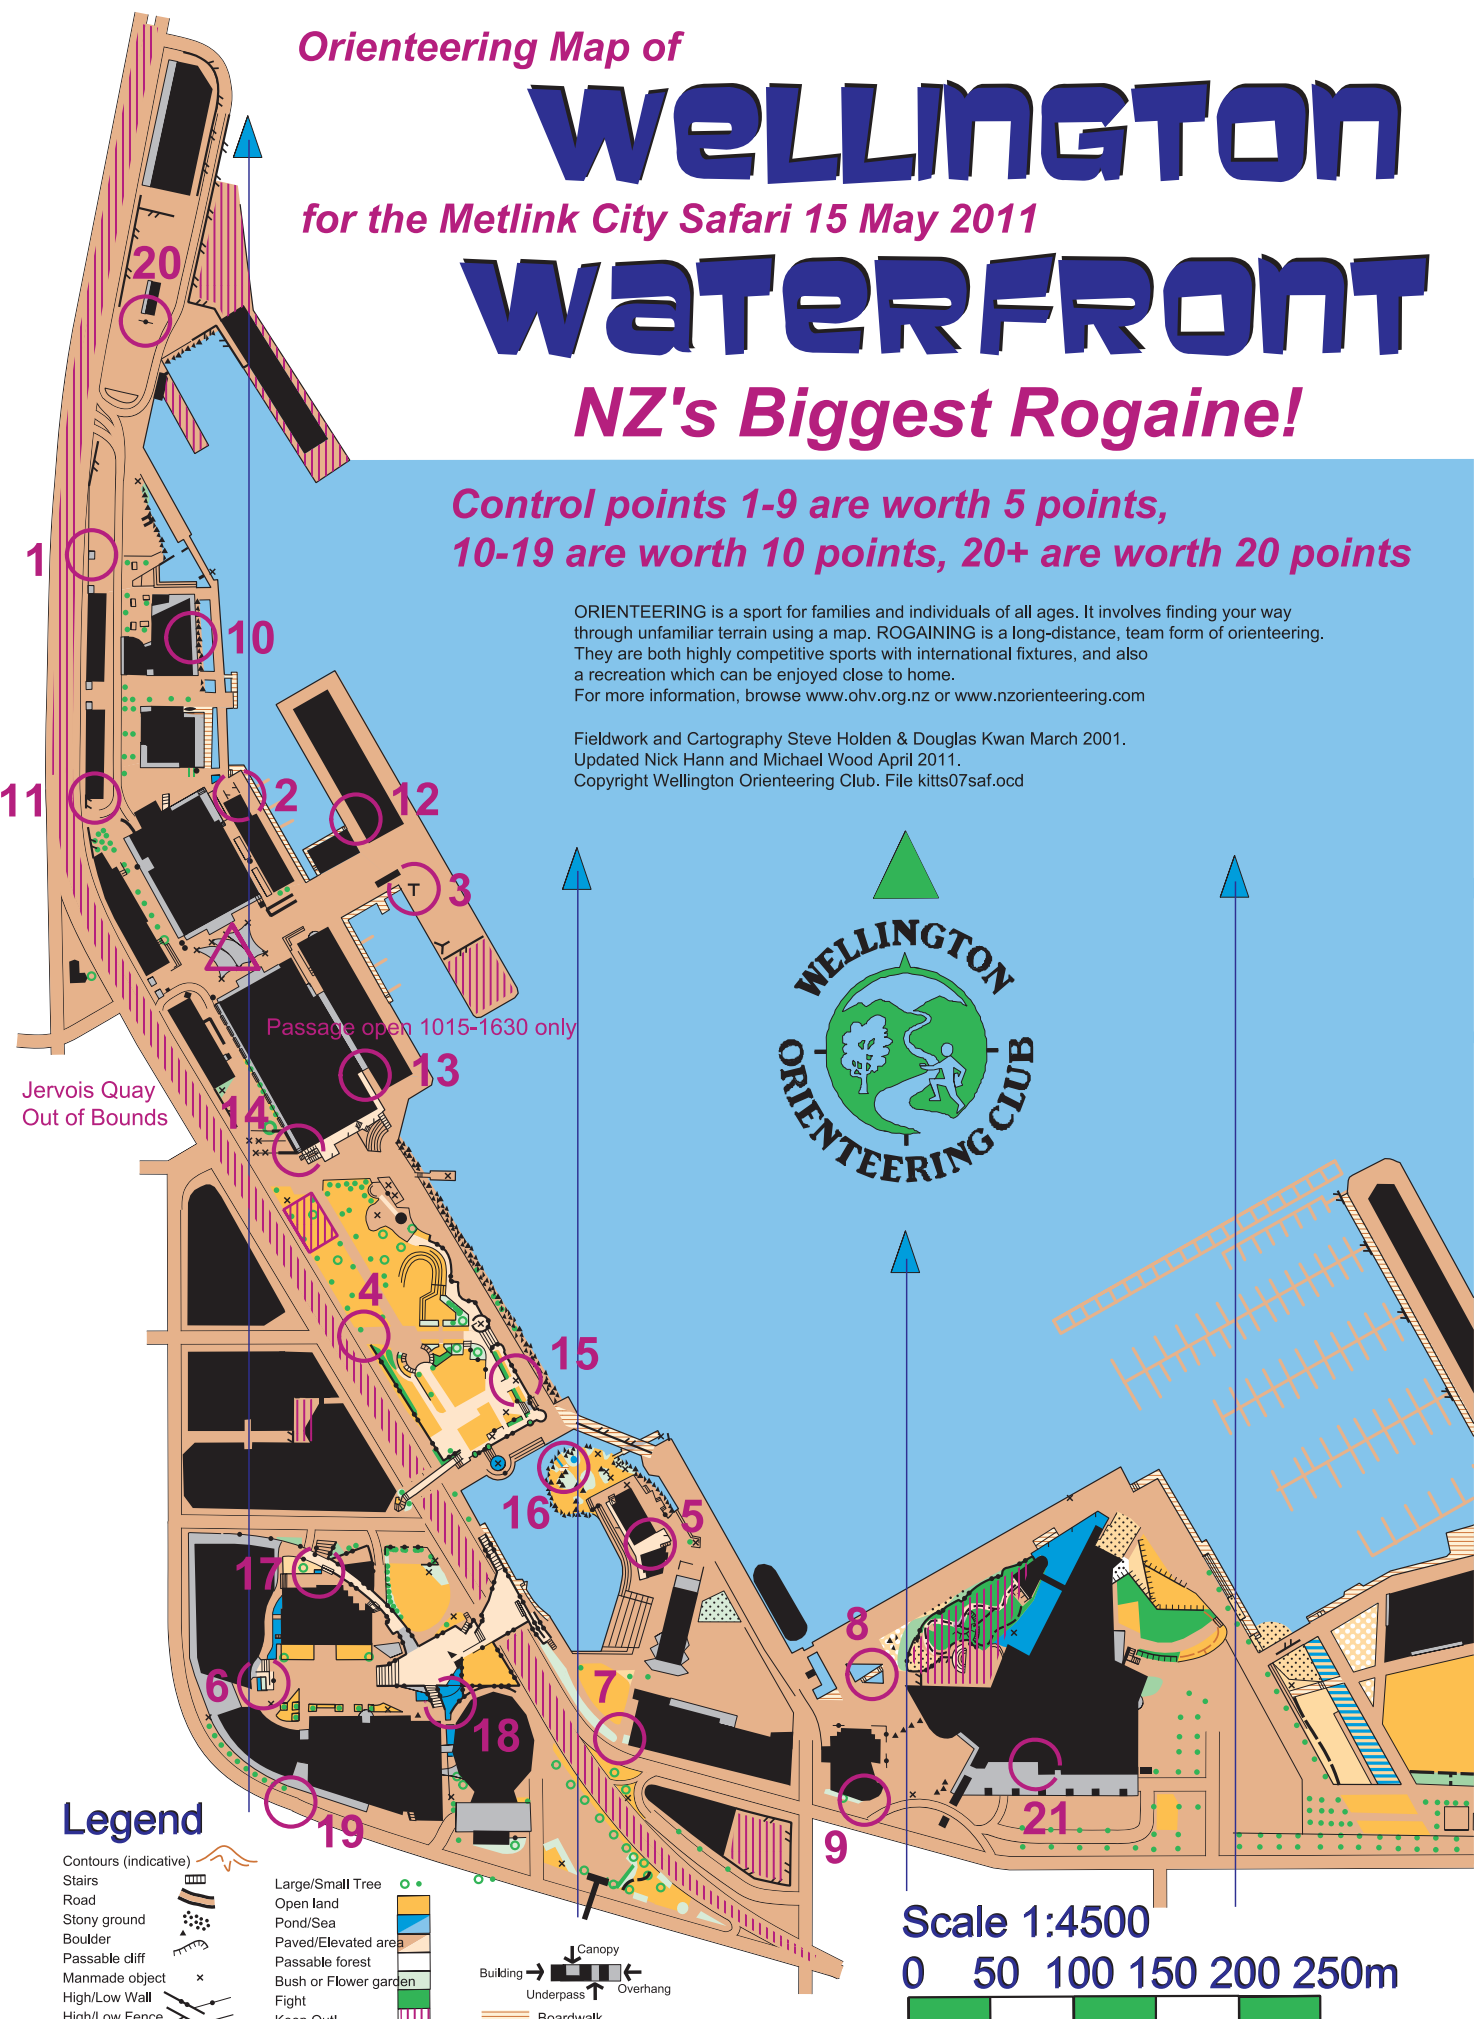 Orienteering Map of
WELLINGTON
for the Metlink City Safari 15 May 2011
WATERFRONT
NZ's Biggest Rogaine!
Control points 1-9 are worth 5 points,
10-19 are worth 10 points, 20+ are worth 20 points
ORIENTEERING is a sport for families and individuals of all ages. It involves finding your way
through unfamiliar terrain using a map. ROGAINING is a long-distance, team form of orienteering.
They are both highly competitive sports with international fixtures, and also
a recreation which can be enjoyed close to home.
For more information, browse www.ohv.org.nz or www.nzorienteering.com
Fieldwork and Cartography Steve Holden & Douglas Kwan March 2001.
Updated Nick Hann and Michael Wood April 2011.
Copyright Wellington Orienteering Club. File kitts07saf.ocd
20
1
10
11
2
12
3
WELLINGTON
ORIENTEERING CLUB
Passage open 1015-1630 only
13
Jervois Quay
Out of Bounds
14
4
15
16
5
17
8
6
7
18
19
9
21
Legend
Contours (indicative)
Stairs
Road
Stony ground
Boulder
Passable cliff
Manmade object
High/Low Wall
High/Low Fence
Large/Small Tree
Open land
Pond/Sea
Paved/Elevated area
Passable forest
Bush or Flower garden
Fight
Keep Out!
Canopy
Building
Underpass
Overhang
Boardwalk
Scale 1:4500
0 50 100 150 200 250m